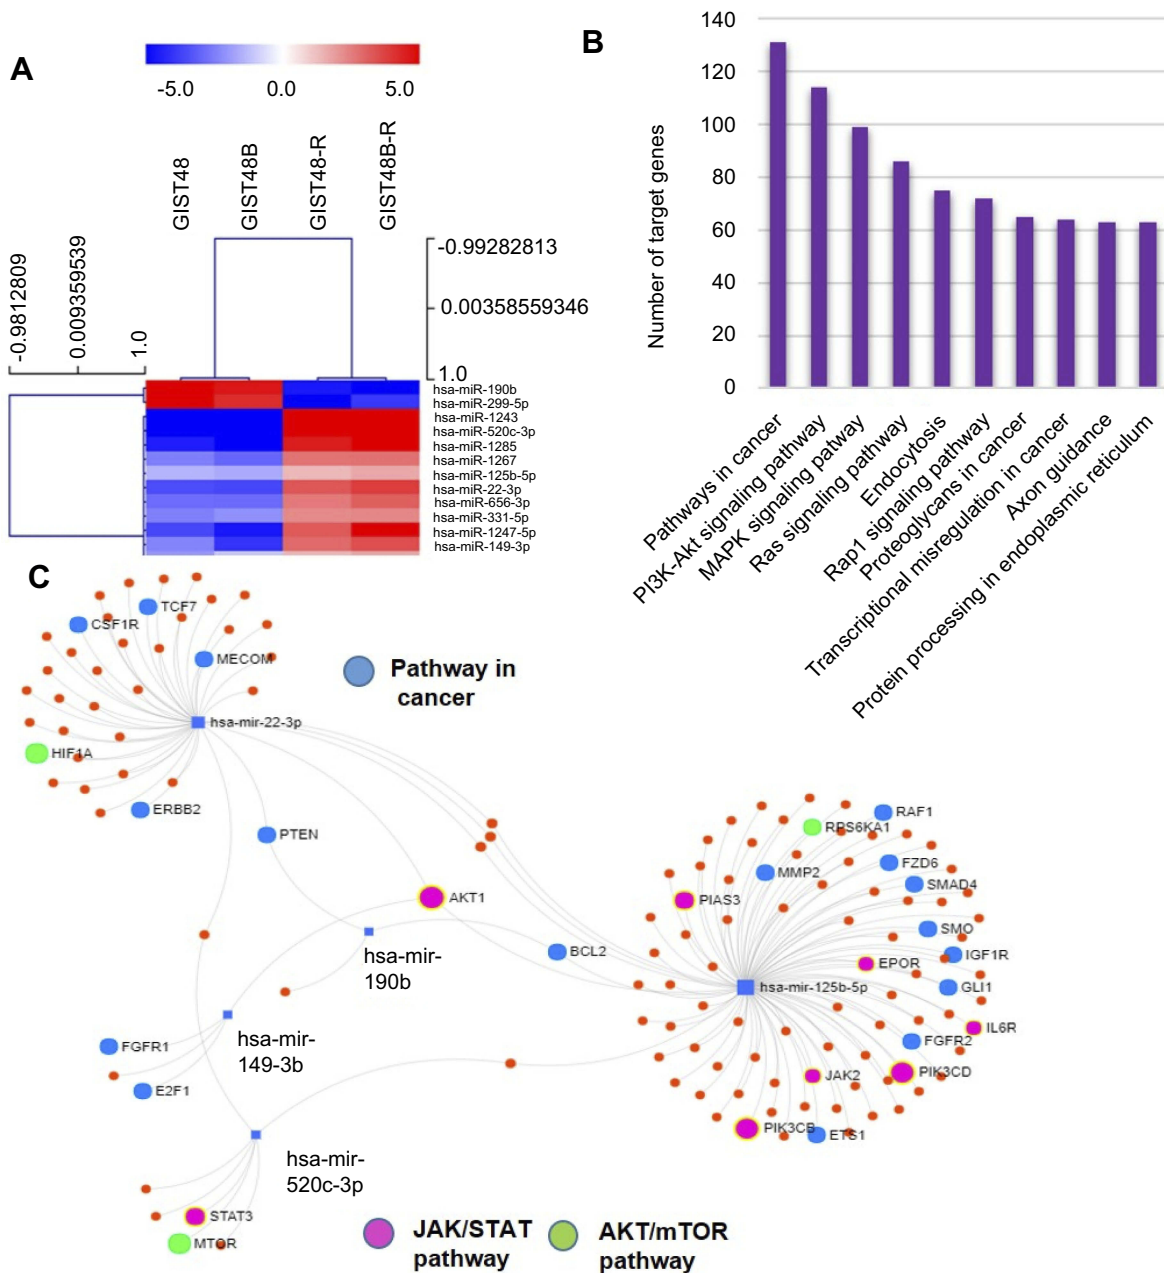 A
-5.0 0.0 5.0
GIST48
GIST48B
GIST48-R
GIST48B-R
-0.9812809
0.009359539
1.0
-0.99282813
0.00358559346
1.0
hsa-miR-190b
hsa-miR-299-5p
hsa-miR-1243
hsa-miR-520c-3p
hsa-miR-1285
hsa-miR-1267
hsa-miR-125b-5p
hsa-miR-22-3p
hsa-miR-656-3p
hsa-miR-331-5p
hsa-miR-1247-5p
hsa-miR-149-3p
B
Number of target genes
140
120
100
80
60
40
20
0
Pathways in cancer
PI3K-Akt signaling pathway
MAPK signaling patway
Ras signaling pathway
Endocytosis
Rap1 signaling pathway
Proteoglycans in cancer
Transcriptional misregulation in cancer
Axon guidance
Protein processing in endoplasmic reticulum
C
TCF7
CSF1R
MECOM
hsa-mir-22-3p
HIF1A
ERBB2
PTEN
Pathway in
cancer
AKT1
hsa-mir-
190b
BCL2
hsa-mir-
149-3b
FGFR1
E2F1
hsa-mir-
520c-3p
STAT3
MTOR
RAF1
RPS6KA1
FZD6
MMP2
SMAD4
PIAS3
SMO
IGF1R
EPOR
hsa-mir-125b-5p
GLI1
IL6R
FGFR2
PIK3CD
JAK2
PIK3CB
ETS1
JAK/STAT
pathway
AKT/mTOR
pathway